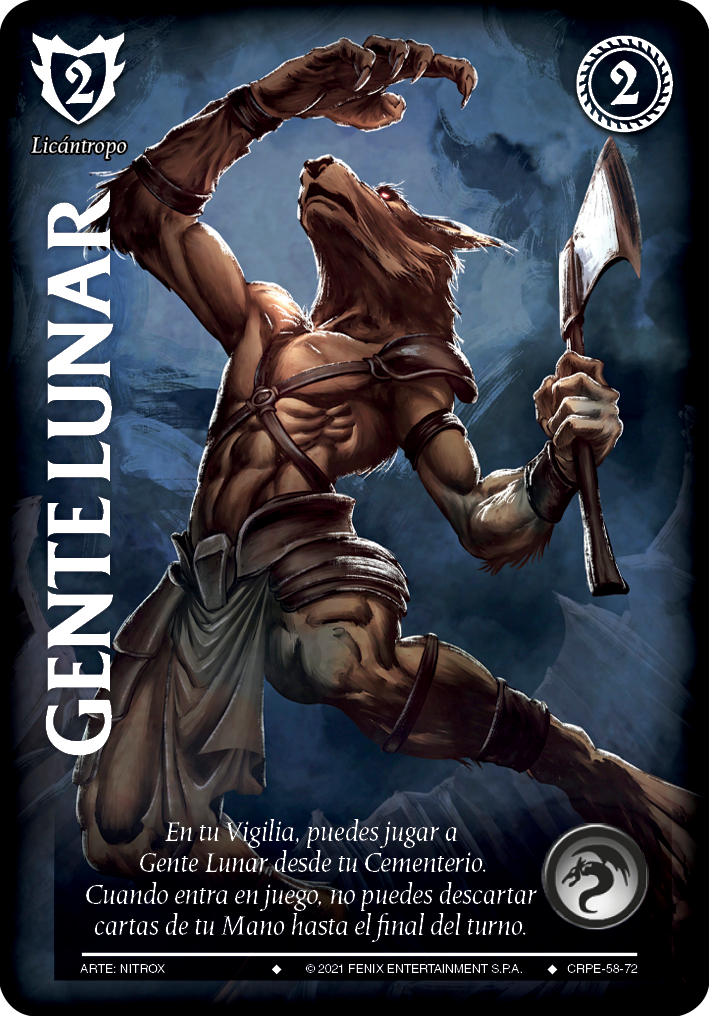 2
2
Licántropo
GENTE LUNAR
En tu Vigilia, puedes jugar a
Gente Lunar desde tu Cementerio.
Cuando entra en juego, no puedes descartar
cartas de tu Mano hasta el final del turno.
ARTE: NITROX ◆ © 2021 FENIX ENTERTAINMENT S.P.A. ◆ CRPE-58-72